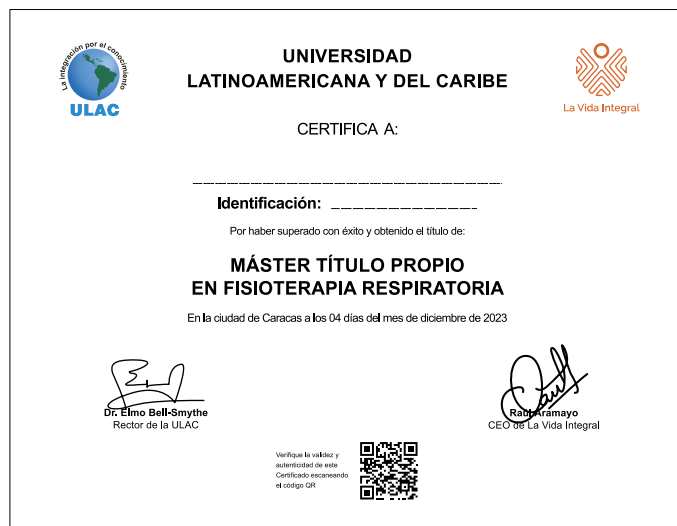 La integración por el conocimiento
ULAC
UNIVERSIDAD
LATINOAMERICANA Y DEL CARIBE
La Vida Integral
CERTIFICA A:
Identificación:
Por haber superado con éxito y obtenido el título de:
MÁSTER TÍTULO PROPIO
EN FISIOTERAPIA RESPIRATORIA
En la ciudad de Caracas a los 04 días del mes de diciembre de 2023
Dr. Elmo Bell-Smythe
Rector de la ULAC
Raúl Aramayo
CEO de La Vida Integral
Verifique la validez y
autenticidad de este
Certificado escaneando
el código QR